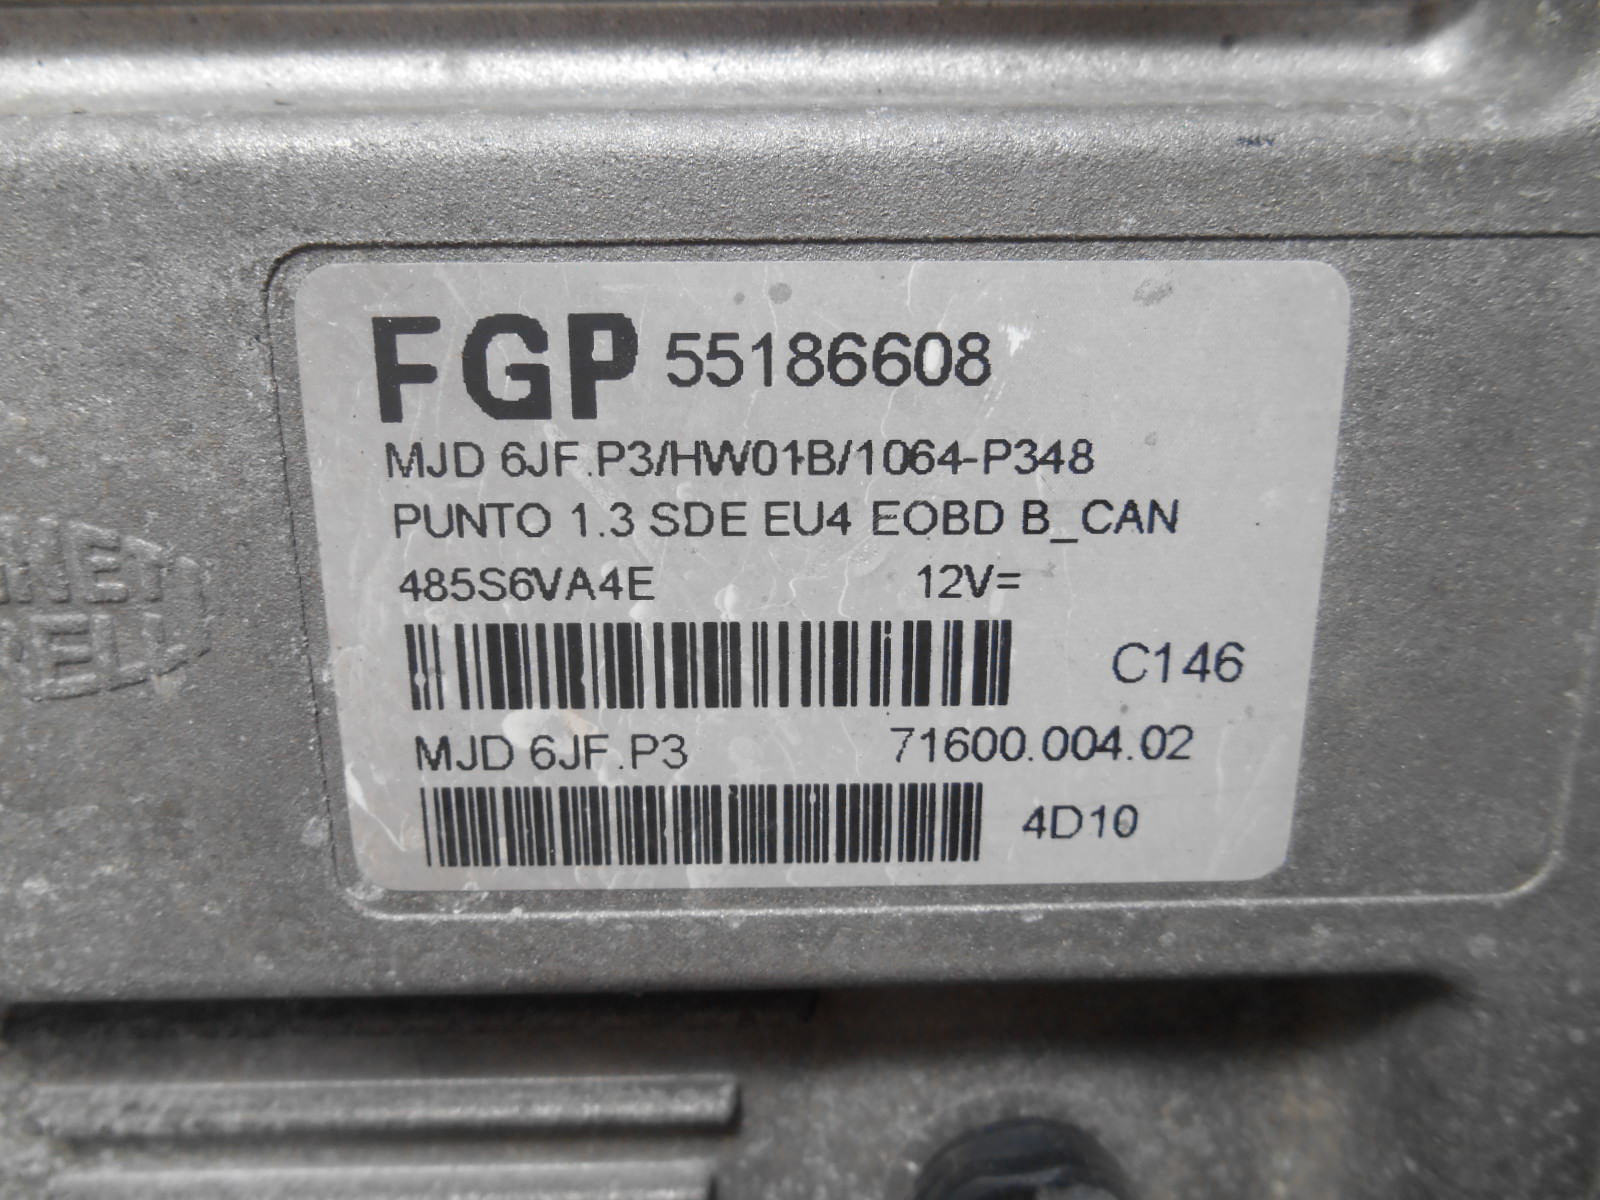 FGP 55186608
MJD 6JF.P3/HW01B/1064-P348
PUNTO 1.3 SDE EU4 EOBD B_CAN
485S6VA4E 12V=
C146
MJD 6JF.P3 71600.004.02
4D10